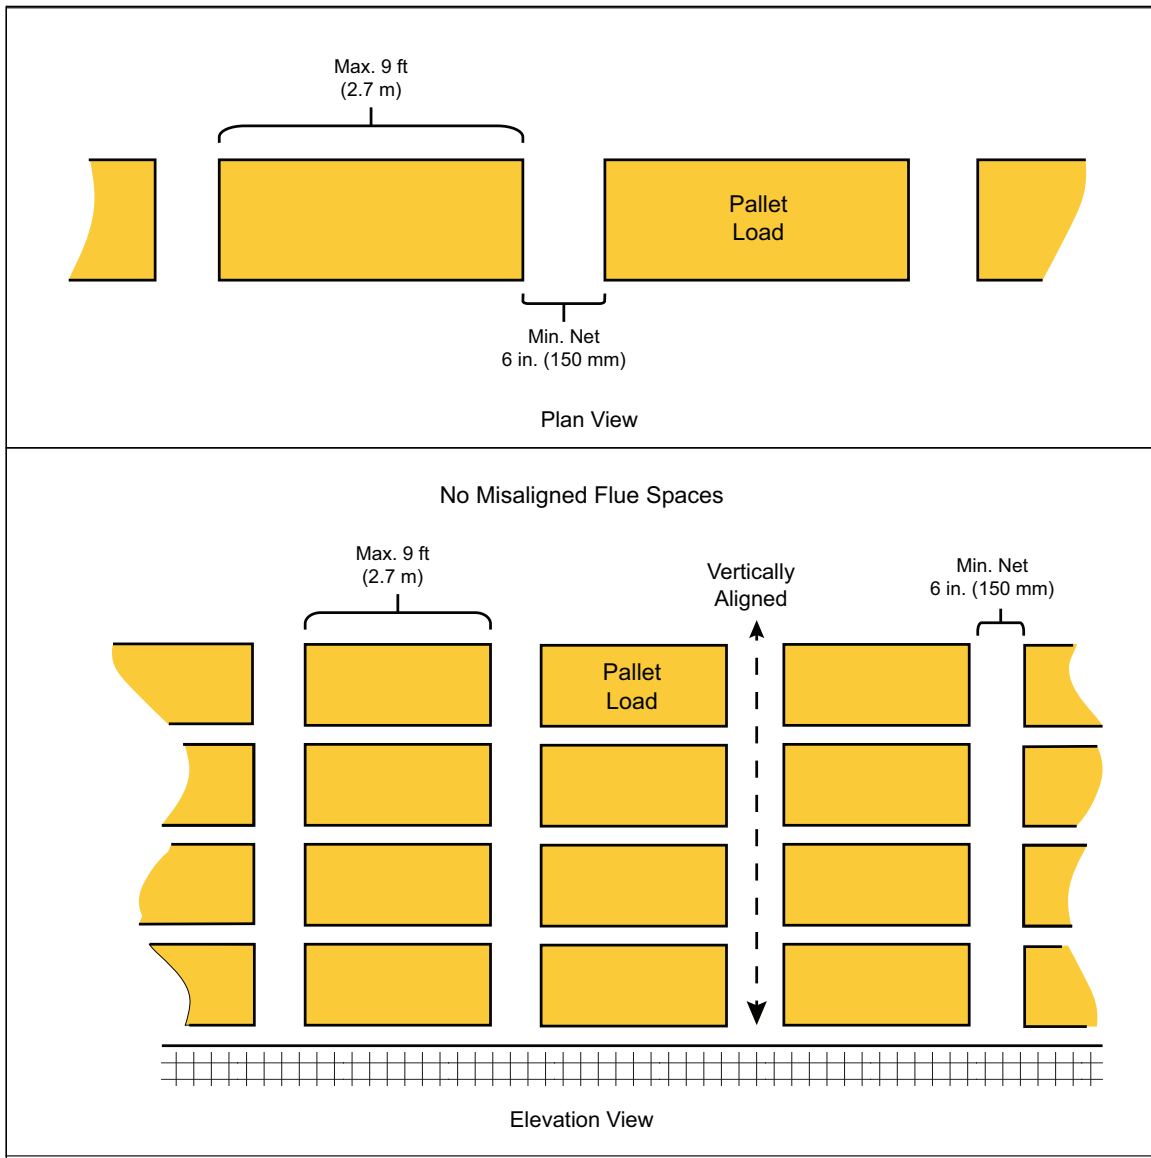 Max. 9 ft
(2.7 m)
Pallet
Load
Min. Net
6 in. (150 mm)
Plan View
No Misaligned Flue Spaces
Max. 9 ft
(2.7 m)
Vertically
Aligned
Min. Net
6 in. (150 mm)
Pallet
Load
Elevation View